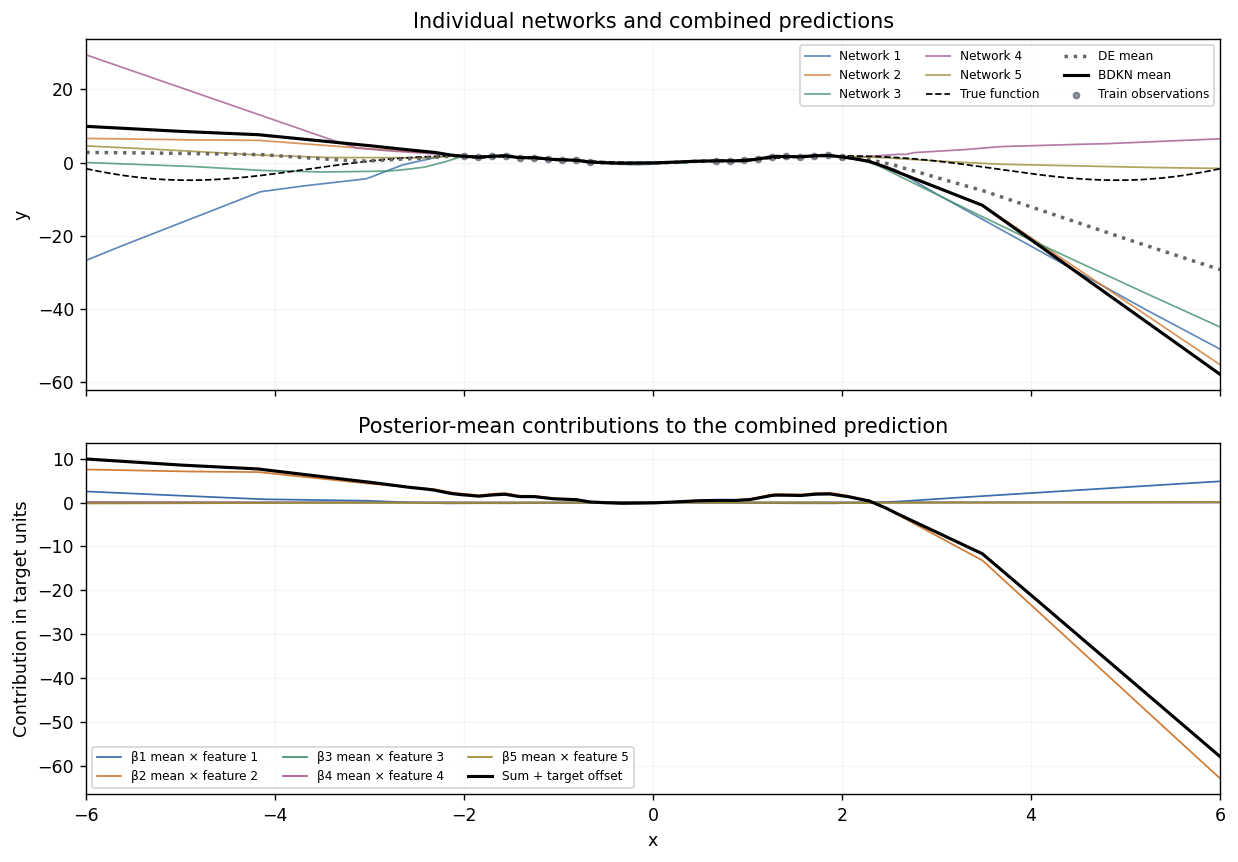 Individual networks and combined predictions
Network 1 Network 4 DE mean
Network 2 Network 5 BDKN mean
Network 3 True function Train observations
20
0
−20
−40
−60
y
Posterior-mean contributions to the combined prediction
10
0
−10
−20
−30
−40
−50
−60
Contribution in target units
β1 mean × feature 1 β3 mean × feature 3 β5 mean × feature 5
β2 mean × feature 2 β4 mean × feature 4 Sum + target offset
−6 −4 −2 0 2 4 6
x